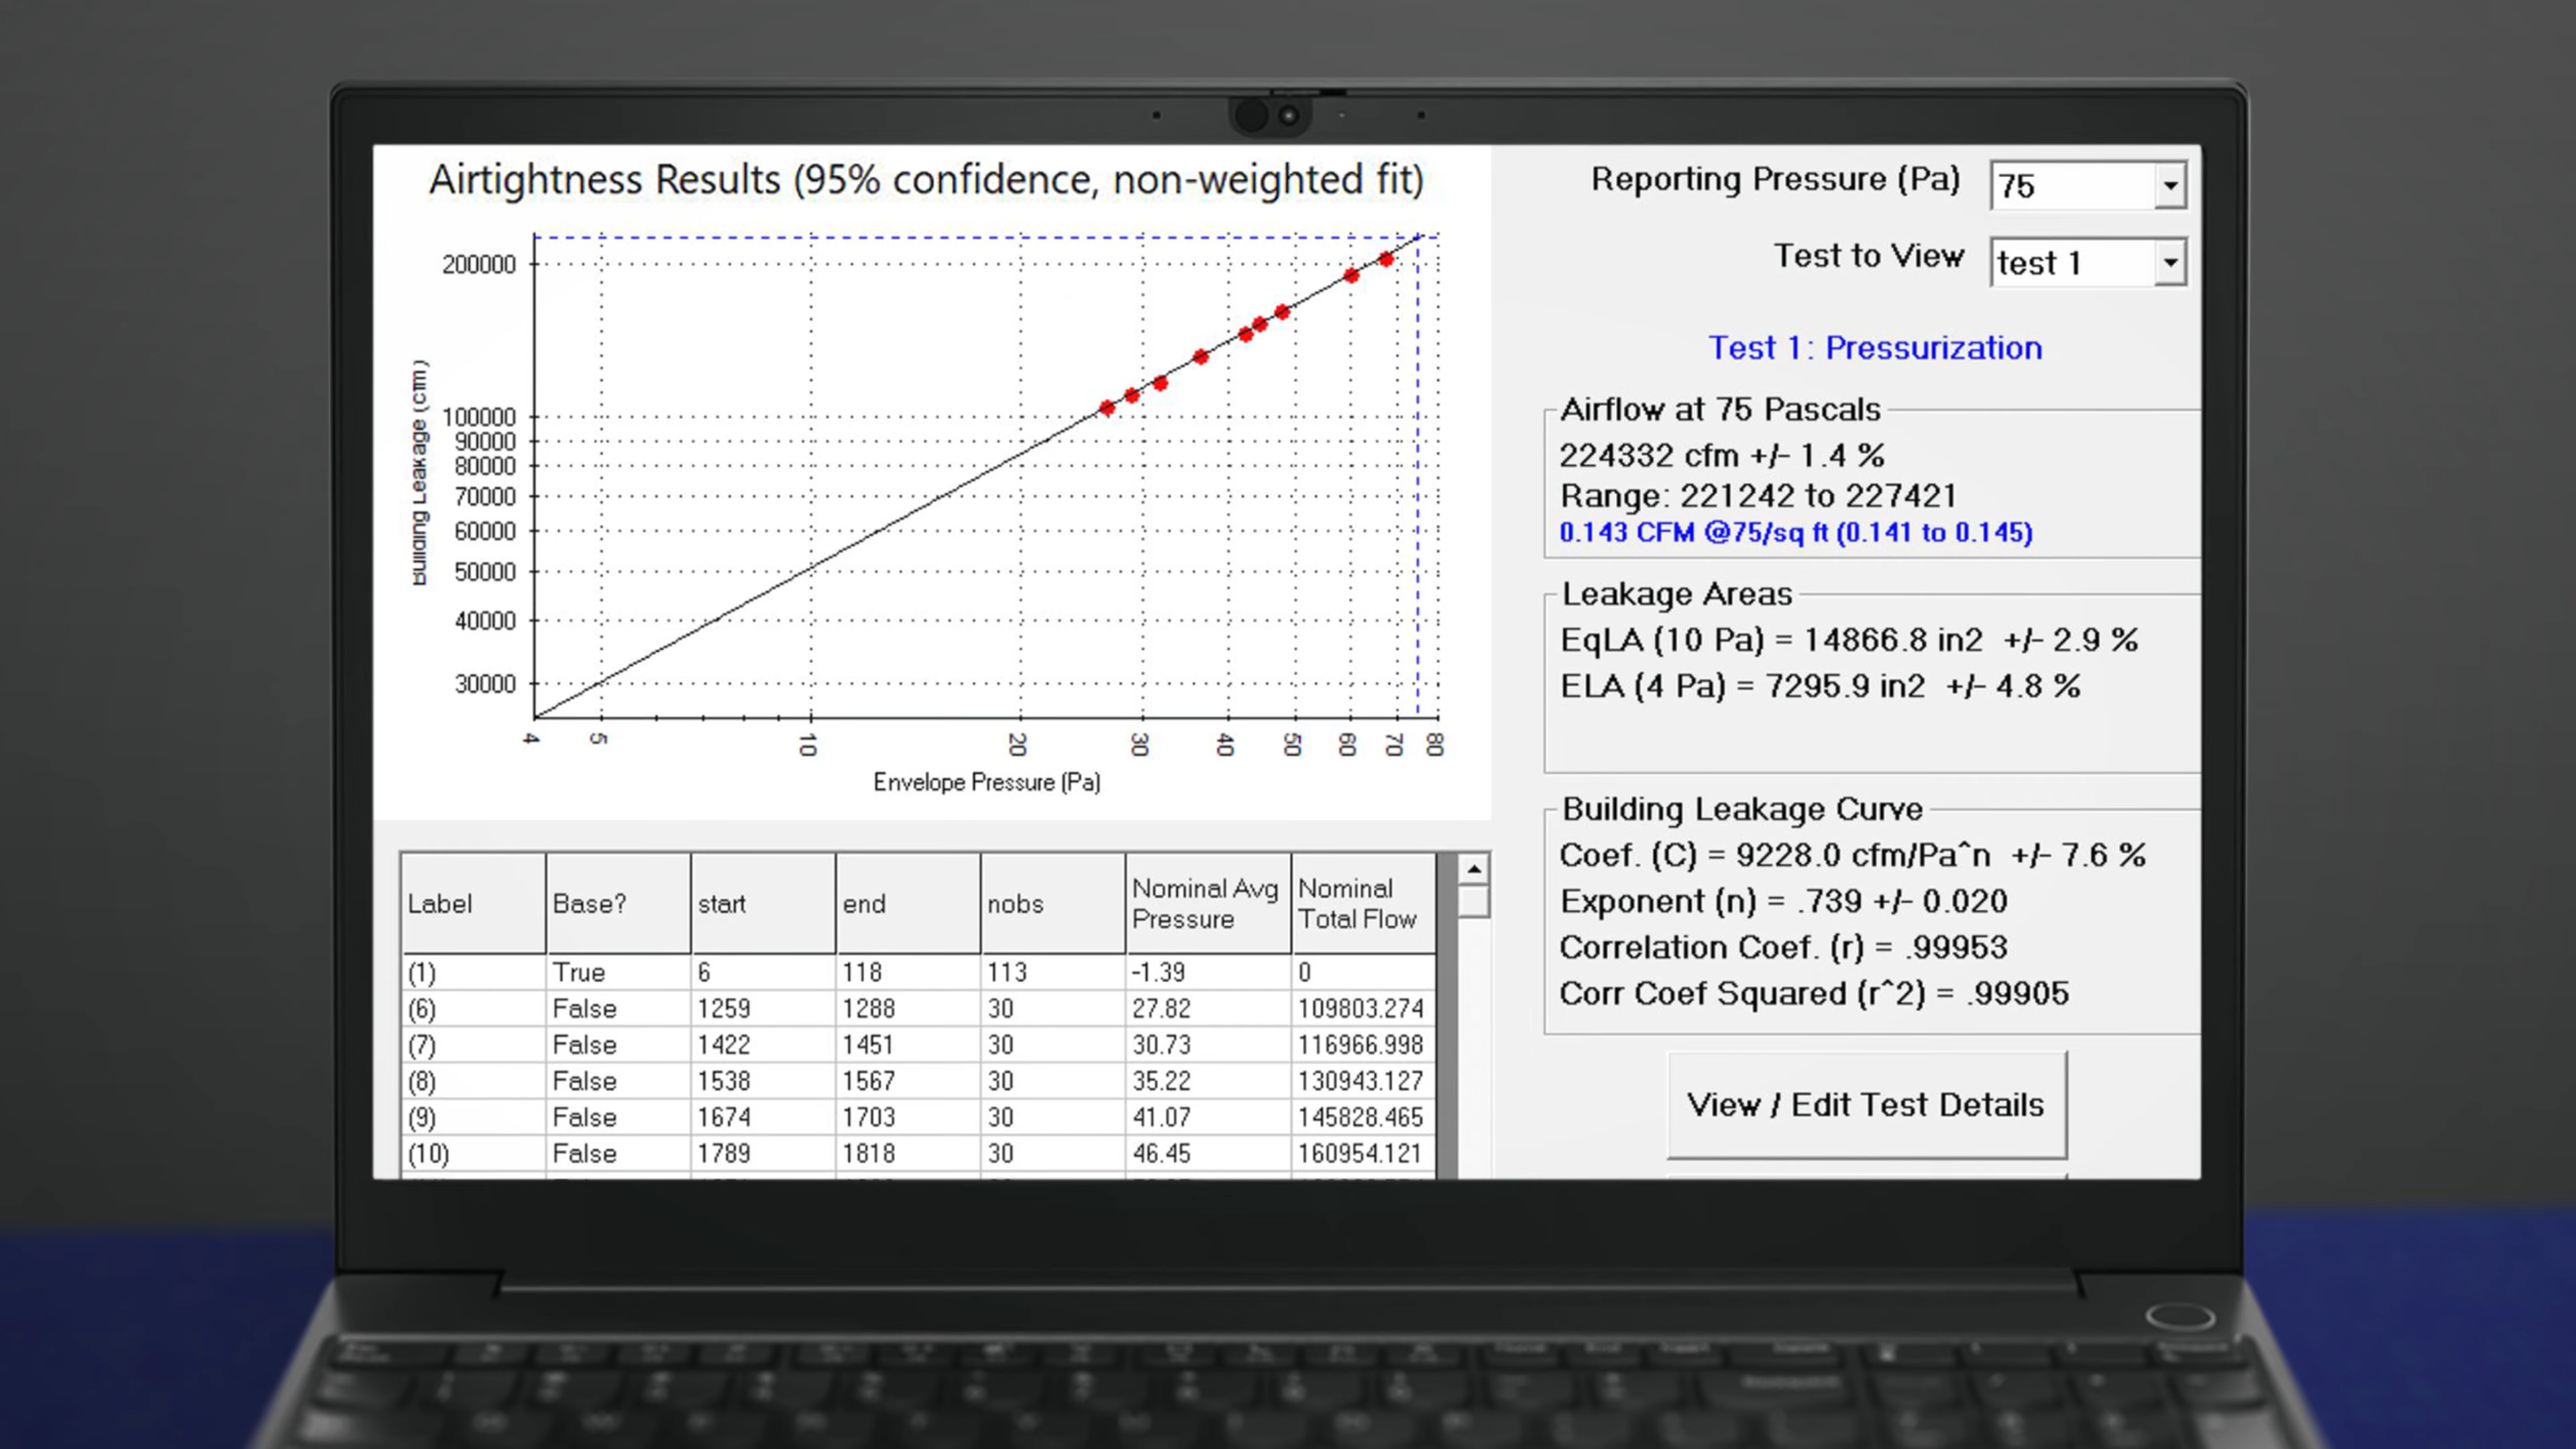 Airtightness Results (95% confidence, non-weighted fit)
200000
100000
90000
80000
70000
60000
50000
40000
30000
Building Leakage (cfm)
4 5 10 20 30 40 50 60 70 80
Envelope Pressure (Pa)
Label Base? start end nobs Nominal Avg Pressure Nominal Total Flow
(1) True 6 118 113 -1.39 0
(6) False 1259 1288 30 27.82 109803.274
(7) False 1422 1451 30 30.73 116966.998
(8) False 1538 1567 30 35.22 130943.127
(9) False 1674 1703 30 41.07 145828.465
(10) False 1789 1818 30 46.45 160954.121
Reporting Pressure (Pa) 75
Test to View test 1
Test 1: Pressurization
Airflow at 75 Pascals
224332 cfm +/- 1.4 %
Range: 221242 to 227421
0.143 CFM @75/sq ft (0.141 to 0.145)
Leakage Areas
EqLA (10 Pa) = 14866.8 in2 +/- 2.9 %
ELA (4 Pa) = 7295.9 in2 +/- 4.8 %
Building Leakage Curve
Coef. (C) = 9228.0 cfm/Pa^n +/- 7.6 %
Exponent (n) = .739 +/- 0.020
Correlation Coef. (r) = .99953
Corr Coef Squared (r^2) = .99905
View / Edit Test Details